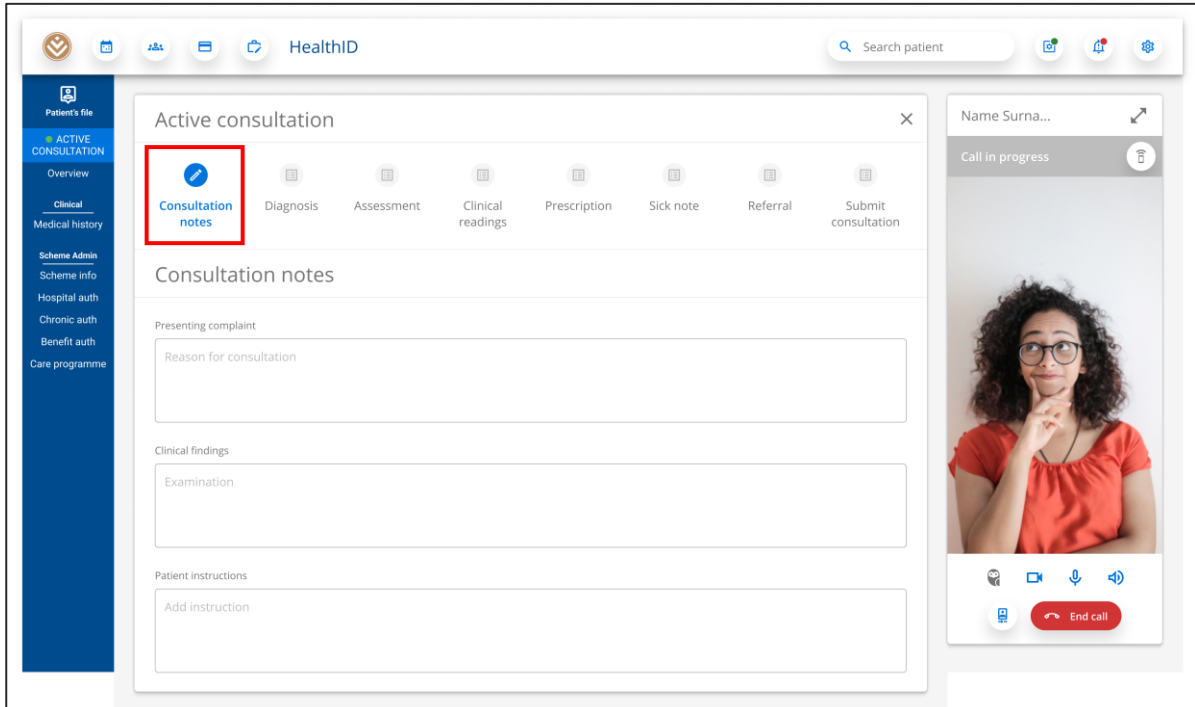 HealthID
Search patient
Patient's file
ACTIVE
CONSULTATION
Overview
Clinical
Medical history
Scheme Admin
Scheme info
Hospital auth
Chronic auth
Benefit auth
Care programme
Active consultation
Consultation
notes
Diagnosis
Assessment
Clinical
readings
Prescription
Sick note
Referral
Submit
consultation
Consultation notes
Presenting complaint
Reason for consultation
Clinical findings
Examination
Patient instructions
Add instruction
Name Surna...
Call in progress
End call